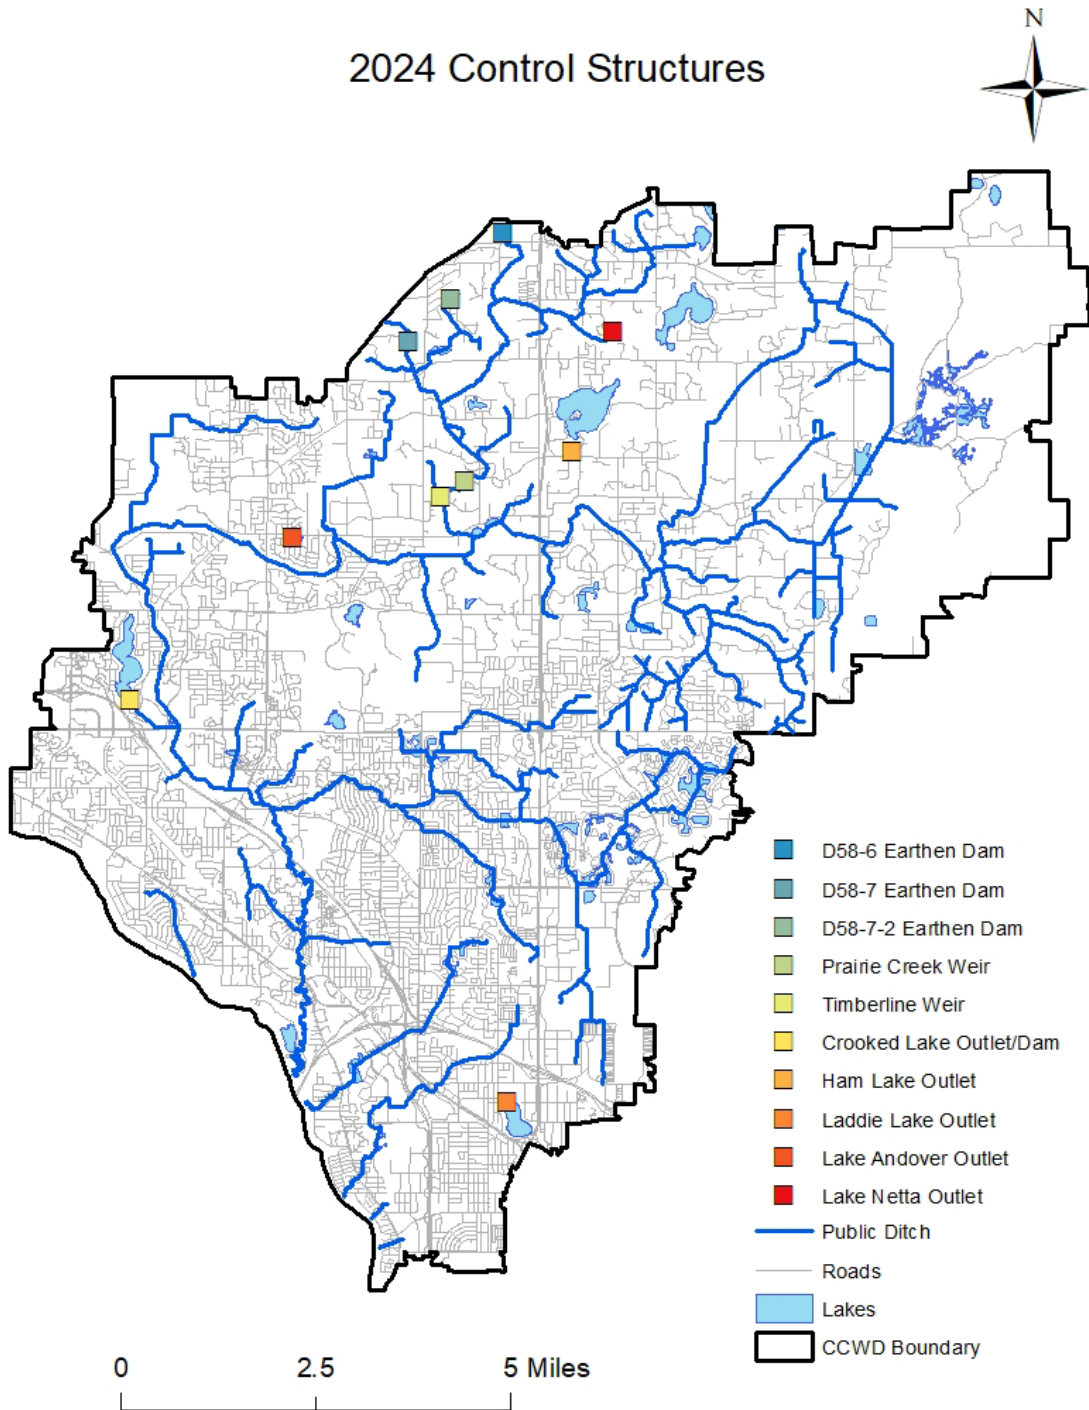 N
2024 Control Structures
D58-6 Earthen Dam
D58-7 Earthen Dam
D58-7-2 Earthen Dam
Prairie Creek Weir
Timberline Weir
Crooked Lake Outlet/Dam
Ham Lake Outlet
Laddie Lake Outlet
Lake Andover Outlet
Lake Netta Outlet
Public Ditch
Roads
Lakes
CCWD Boundary
0 2.5 5 Miles